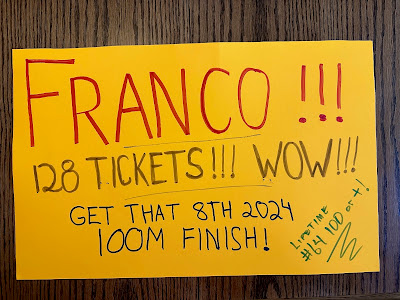 FRANCO !!!
128 TICKETS!!! WOW!!!
GET THAT 8TH 2024
100M FINISH!
LIFETIME
#64 100 or +!